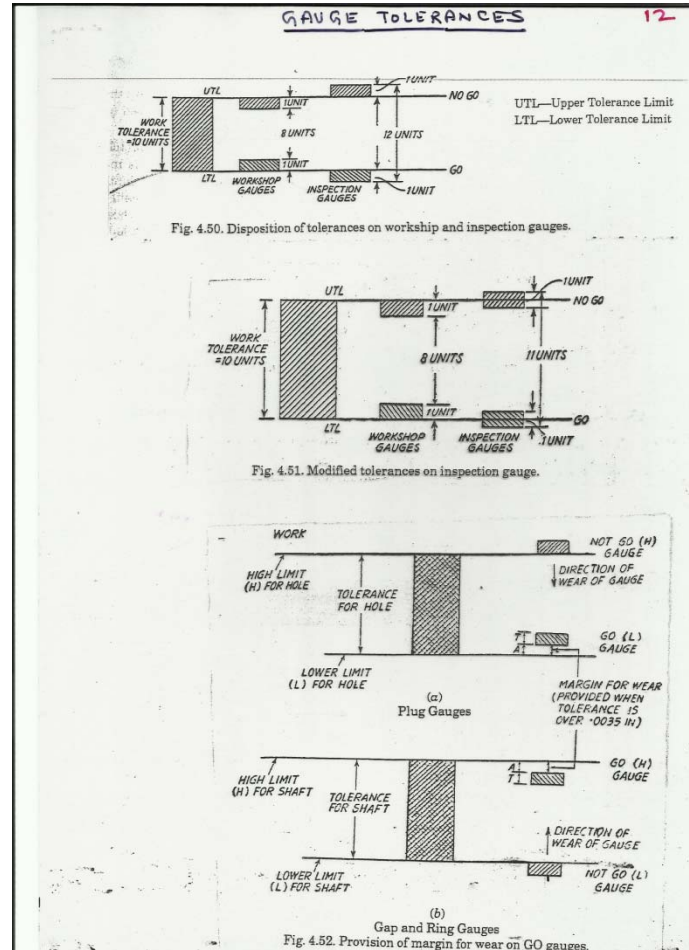 GAUGE TOLERANCES 12
1 UNIT
UTL
NO GO
1 UNIT
WORK
TOLERANCE
=10 UNITS
8 UNITS
12 UNITS
1 UNIT
GO
LTL
WORKSHOP
GAUGES
INSPECTION
GAUGES
1 UNIT
UTL—Upper Tolerance Limit
LTL—Lower Tolerance Limit
Fig. 4.50. Disposition of tolerances on workship and inspection gauges.
UTL
1 UNIT
1 UNIT
NO GO
WORK
TOLERANCE
=10 UNITS
8 UNITS
11 UNITS
1 UNIT
GO
LTL
WORKSHOP
GAUGES
INSPECTION
GAUGES
1 UNIT
Fig. 4.51. Modified tolerances on inspection gauge.
WORK
NOT GO (H)
GAUGE
HIGH LIMIT
(H) FOR HOLE
TOLERANCE
FOR HOLE
DIRECTION OF
WEAR OF GAUGE
T
A
GO (L)
GAUGE
LOWER LIMIT
(L) FOR HOLE
(a)
Plug Gauges
MARGIN FOR WEAR
(PROVIDED WHEN
TOLERANCE IS
OVER ·0035 IN)
A
T
GO (H)
GAUGE
HIGH LIMIT
(H) FOR SHAFT
TOLERANCE
FOR SHAFT
DIRECTION OF
WEAR OF GAUGE
LOWER LIMIT
(L) FOR SHAFT
NOT GO (L)
GAUGE
(b)
Gap and Ring Gauges
Fig. 4.52. Provision of margin for wear on GO gauges.